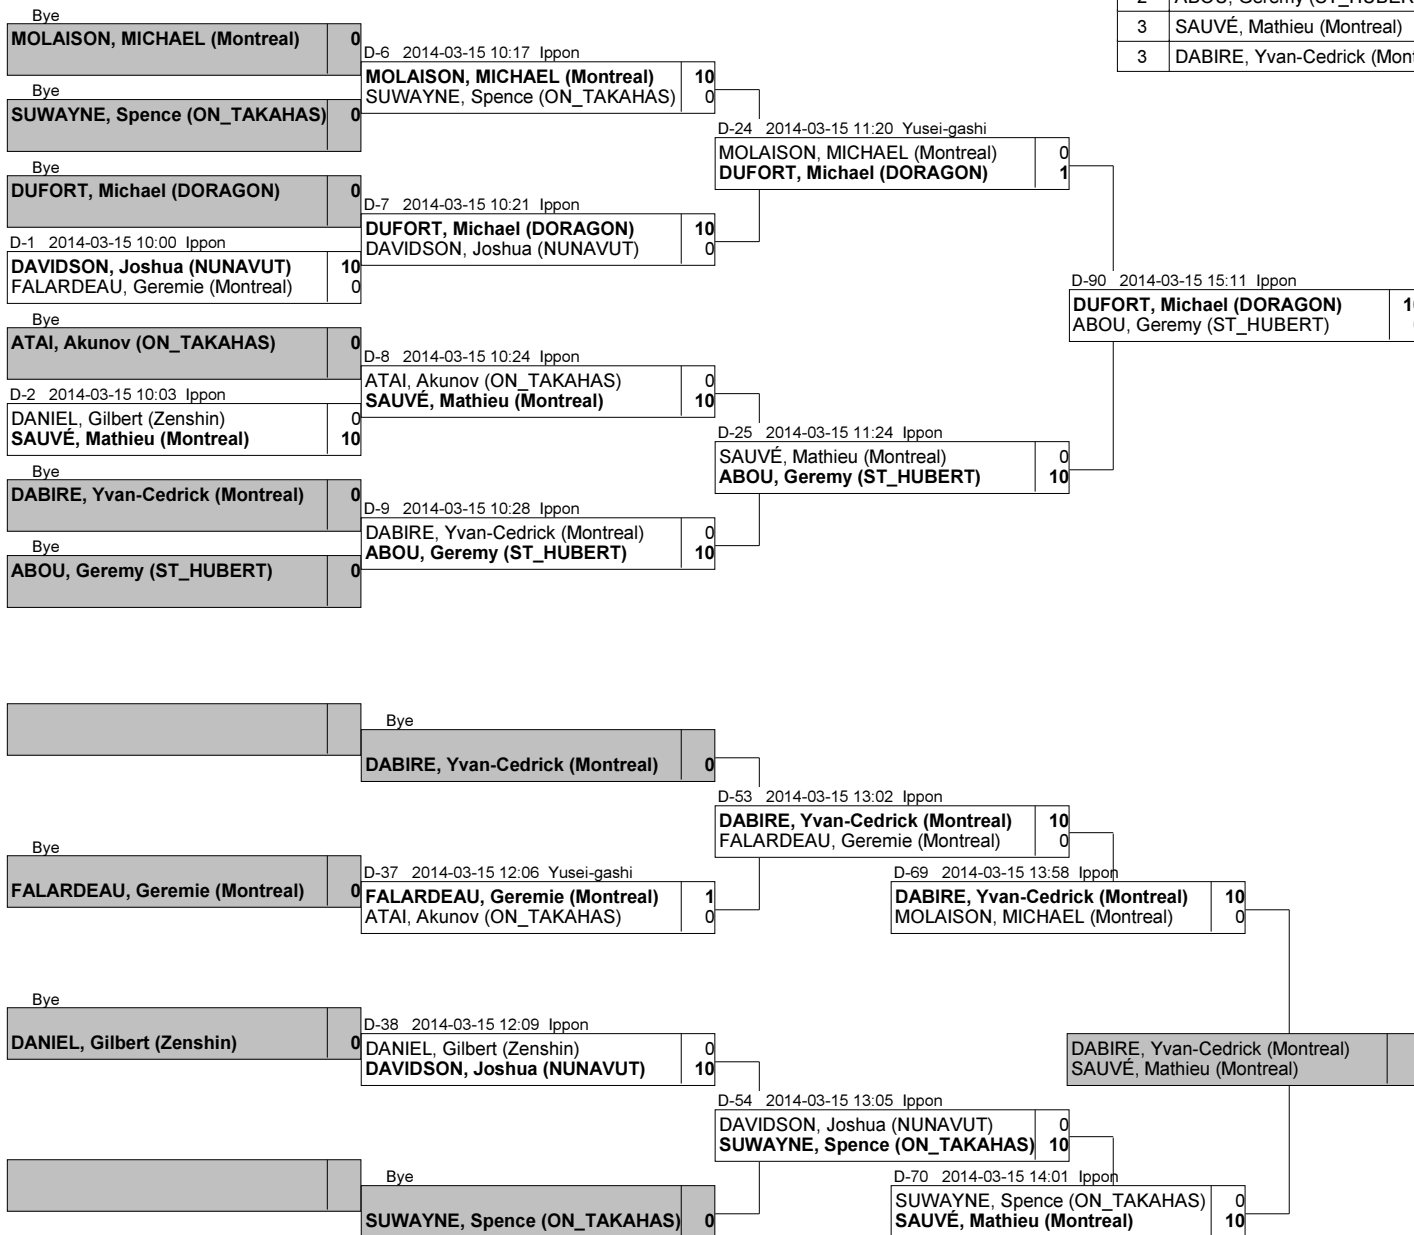 2 ABOU, Geremy (ST_HUBER
3 SAUVÉ, Mathieu (Montreal)
3 DABIRE, Yvan-Cedrick (Mon
Bye
MOLAISON, MICHAEL (Montreal) 0
Bye
SUWAYNE, Spence (ON_TAKAHAS) 0
Bye
DUFORT, Michael (DORAGON) 0
D-1 2014-03-15 10:00 Ippon
DAVIDSON, Joshua (NUNAVUT) 10
FALARDEAU, Geremie (Montreal) 0
Bye
ATAI, Akunov (ON_TAKAHAS) 0
D-2 2014-03-15 10:03 Ippon
DANIEL, Gilbert (Zenshin) 0
SAUVÉ, Mathieu (Montreal) 10
Bye
DABIRE, Yvan-Cedrick (Montreal) 0
Bye
ABOU, Geremy (ST_HUBERT) 0
D-6 2014-03-15 10:17 Ippon
MOLAISON, MICHAEL (Montreal) 10
SUWAYNE, Spence (ON_TAKAHAS) 0
D-7 2014-03-15 10:21 Ippon
DUFORT, Michael (DORAGON) 10
DAVIDSON, Joshua (NUNAVUT) 0
D-8 2014-03-15 10:24 Ippon
ATAI, Akunov (ON_TAKAHAS) 0
SAUVÉ, Mathieu (Montreal) 10
D-9 2014-03-15 10:28 Ippon
DABIRE, Yvan-Cedrick (Montreal) 0
ABOU, Geremy (ST_HUBERT) 10
D-24 2014-03-15 11:20 Yusei-gashi
MOLAISON, MICHAEL (Montreal) 0
DUFORT, Michael (DORAGON) 1
D-25 2014-03-15 11:24 Ippon
SAUVÉ, Mathieu (Montreal) 0
ABOU, Geremy (ST_HUBERT) 10
D-90 2014-03-15 15:11 Ippon
DUFORT, Michael (DORAGON) 1
ABOU, Geremy (ST_HUBERT)
Bye
FALARDEAU, Geremie (Montreal) 0
Bye
DANIEL, Gilbert (Zenshin) 0
Bye
DABIRE, Yvan-Cedrick (Montreal) 0
D-37 2014-03-15 12:06 Yusei-gashi
FALARDEAU, Geremie (Montreal) 1
ATAI, Akunov (ON_TAKAHAS) 0
D-38 2014-03-15 12:09 Ippon
DANIEL, Gilbert (Zenshin) 0
DAVIDSON, Joshua (NUNAVUT) 10
Bye
SUWAYNE, Spence (ON_TAKAHAS) 0
D-53 2014-03-15 13:02 Ippon
DABIRE, Yvan-Cedrick (Montreal) 10
FALARDEAU, Geremie (Montreal) 0
D-54 2014-03-15 13:05 Ippon
DAVIDSON, Joshua (NUNAVUT) 0
SUWAYNE, Spence (ON_TAKAHAS) 10
D-69 2014-03-15 13:58 Ippon
DABIRE, Yvan-Cedrick (Montreal) 10
MOLAISON, MICHAEL (Montreal) 0
D-70 2014-03-15 14:01 Ippon
SUWAYNE, Spence (ON_TAKAHAS) 0
SAUVÉ, Mathieu (Montreal) 10
DABIRE, Yvan-Cedrick (Montreal)
SAUVÉ, Mathieu (Montreal)